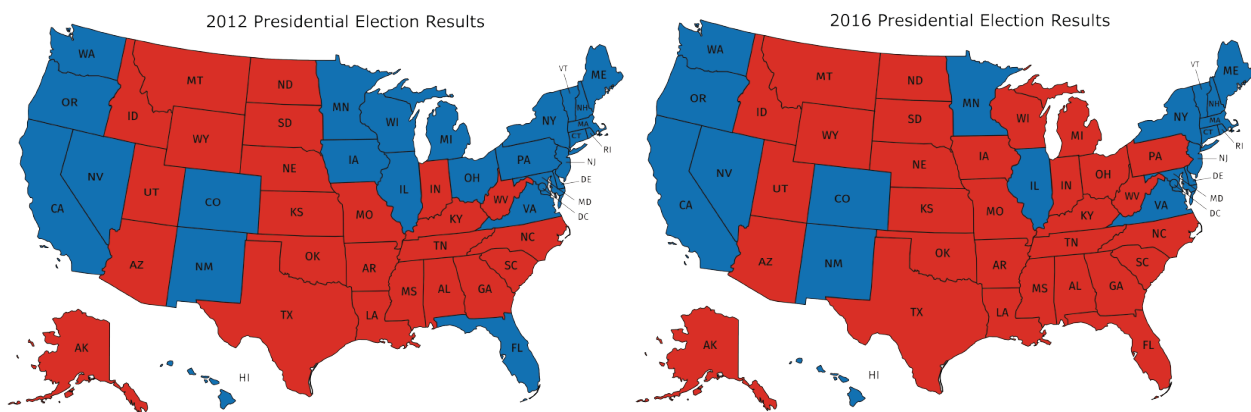 2012 Presidential Election Results
WA
MT
ND
OR
ID
SD
WY
MN
WI
MI
NY
VT
ME
NH
MA
CT
RI
NV
UT
CO
NE
IA
IL
IN
OH
PA
NJ
DE
MD
DC
CA
KS
MO
KY
WV
VA
AZ
NM
OK
AR
TN
NC
SC
TX
LA
MS
AL
GA
FL
AK
HI
2016 Presidential Election Results
WA
MT
ND
OR
ID
SD
WY
MN
WI
MI
NY
VT
ME
NH
MA
CT
RI
NV
UT
CO
NE
IA
IL
IN
OH
PA
NJ
DE
MD
DC
CA
KS
MO
KY
WV
VA
AZ
NM
OK
AR
TN
NC
SC
TX
LA
MS
AL
GA
FL
AK
HI